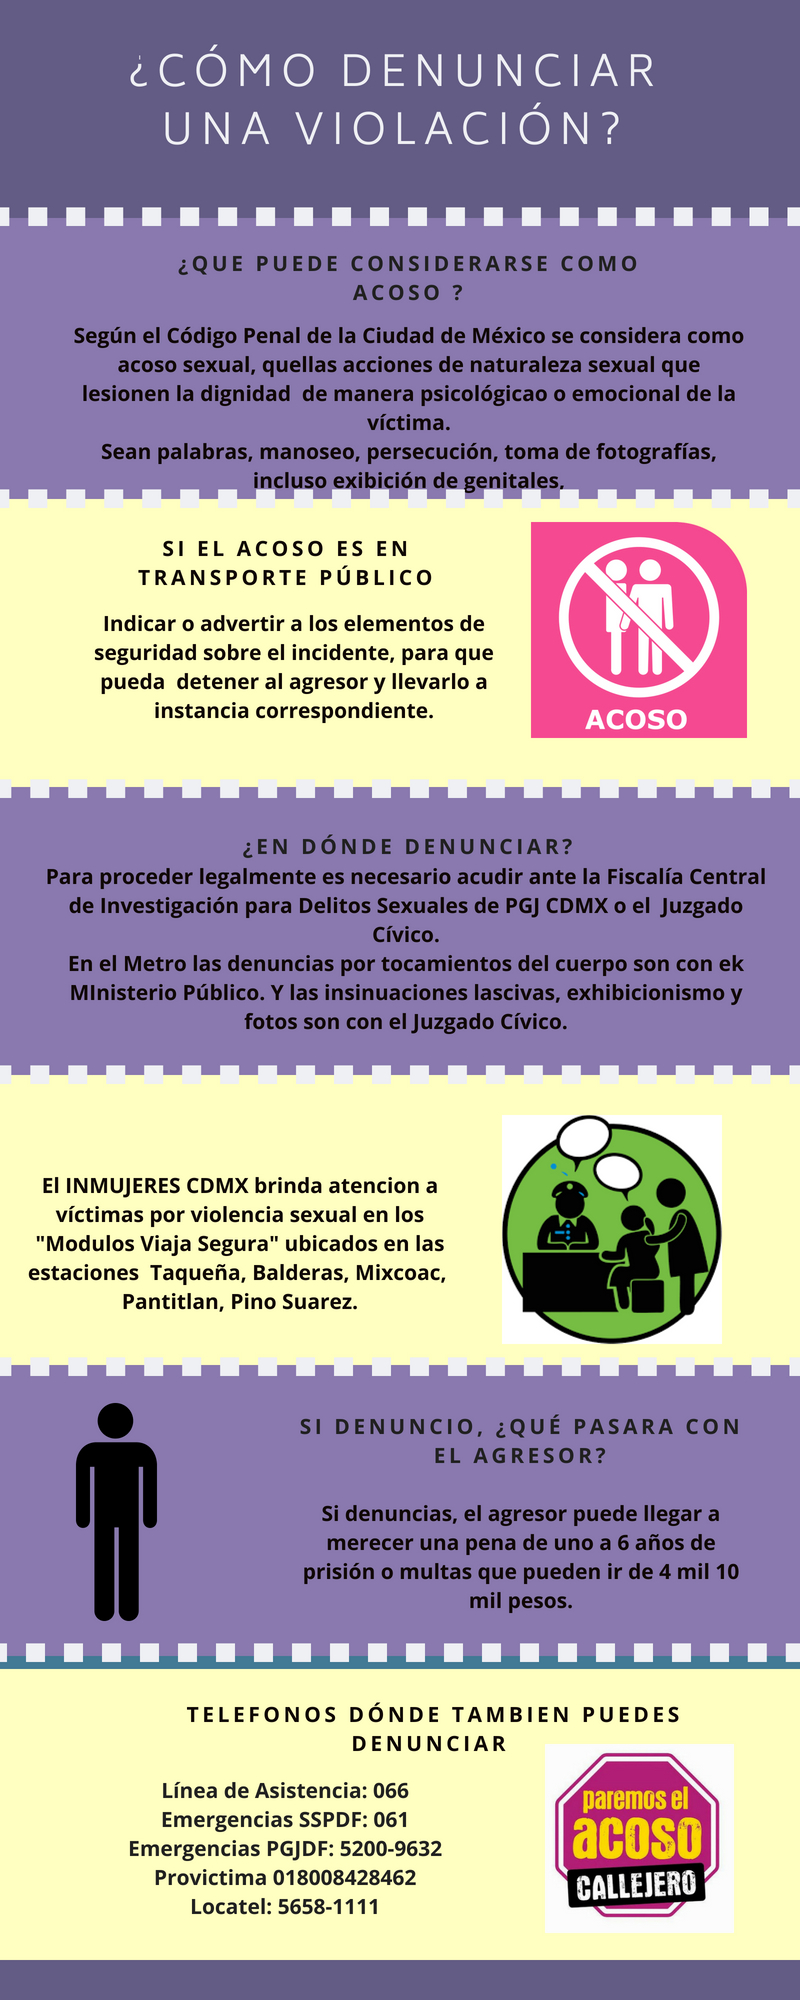 ¿CÓMO DENUNCIAR
UNA VIOLACIÓN?
¿QUE PUEDE CONSIDERARSE COMO
ACOSO ?
Según el Código Penal de la Ciudad de México se considera como
acoso sexual, quellas acciones de naturaleza sexual que
lesionen la dignidad  de manera psicológicao o emocional de la
víctima.
Sean palabras, manoseo, persecución, toma de fotografías,
incluso exibición de genitales.
SI EL ACOSO ES EN
TRANSPORTE PÚBLICO
Indicar o advertir a los elementos de
seguridad sobre el incidente, para que
pueda  detener al agresor y llevarlo a
instancia correspondiente.
ACOSO
¿EN DÓNDE DENUNCIAR?
Para proceder legalmente es necesario acudir ante la Fiscalía Central
de Investigación para Delitos Sexuales de PGJ CDMX o el  Juzgado
Cívico.
En el Metro las denuncias por tocamientos del cuerpo son con ek
MInisterio Público. Y las insinuaciones lascivas, exhibicionismo y
fotos son con el Juzgado Cívico.
El INMUJERES CDMX brinda atencion a
víctimas por violencia sexual en los
"Modulos Viaja Segura" ubicados en las
estaciones  Taqueña, Balderas, Mixcoac,
Pantitlan, Pino Suarez.
SI DENUNCIO, ¿QUÉ PASARA CON
EL AGRESOR?
Si denuncias, el agresor puede llegar a
merecer una pena de uno a 6 años de
prisión o multas que pueden ir de 4 mil 10
mil pesos.
TELEFONOS DÓNDE TAMBIEN PUEDES
DENUNCIAR
Línea de Asistencia: 066
Emergencias SSPDF: 061
Emergencias PGJDF: 5200-9632
Provictima 018008428462
Locatel: 5658-1111
paremos el
acoso
CALLEJERO